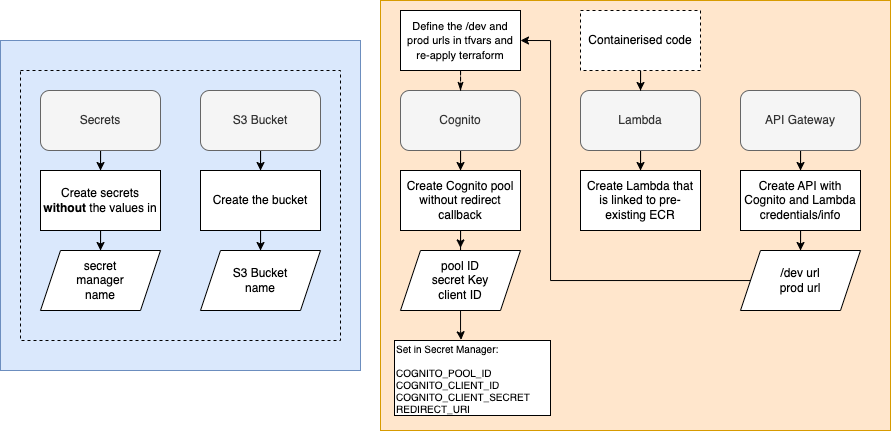 Secrets
Create secrets
without the values in
secret
manager
name
S3 Bucket
Create the bucket
S3 Bucket
name
Define the /dev and
prod urls in tfvars and
re-apply terraform
Cognito
Create Cognito pool
without redirect
callback
pool ID
secret Key
client ID
Set in Secret Manager:
COGNITO_POOL_ID
COGNITO_CLIENT_ID
COGNITO_CLIENT_SECRET
REDIRECT_URI
Containerised code
Lambda
Create Lambda that
is linked to pre-
existing ECR
API Gateway
Create API with
Cognito and Lambda
credentials/info
/dev url
prod url